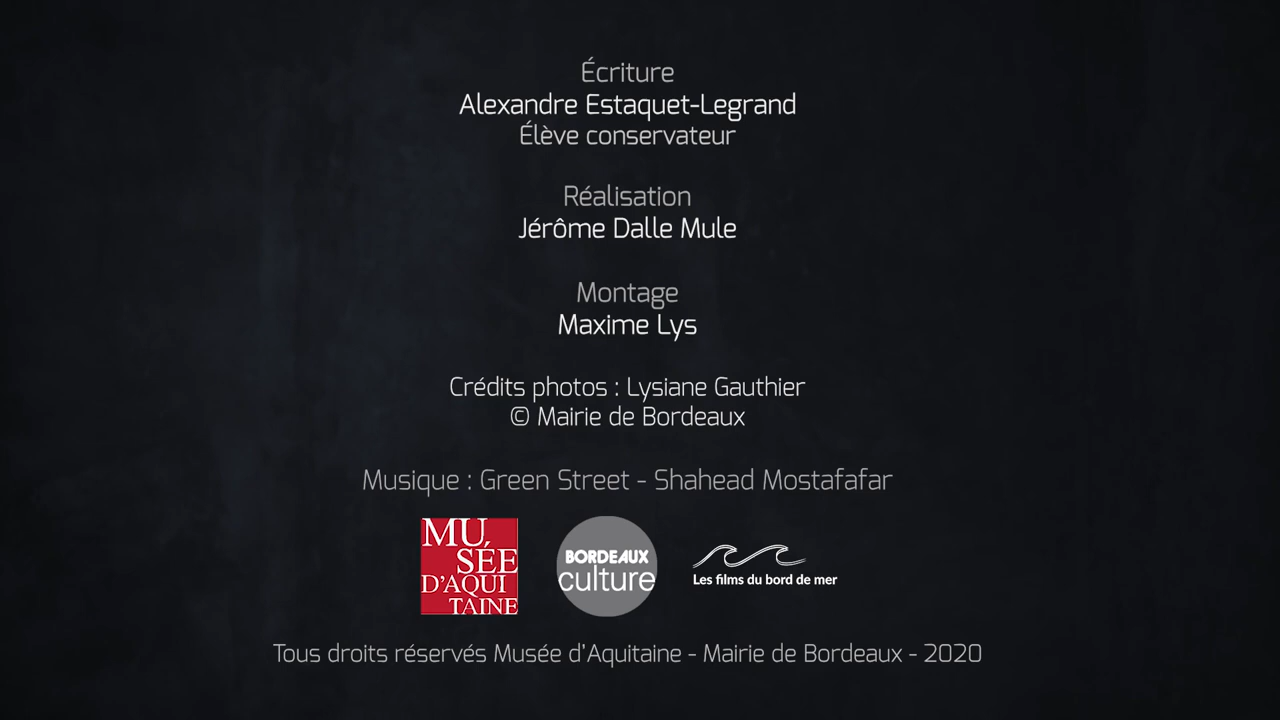 Écriture
Alexandre Estaquet-Legrand
Élève conservateur
Réalisation
Jérôme Dalle Mule
Montage
Maxime Lys
Crédits photos : Lysiane Gauthier
© Mairie de Bordeaux
Musique : Green Street - Shahead Mostafafar
MU
SÉE
D'AQUI
TAINE
BORDEAUX
culture
Les films du bord de mer
Tous droits réservés Musée d'Aquitaine - Mairie de Bordeaux - 2020